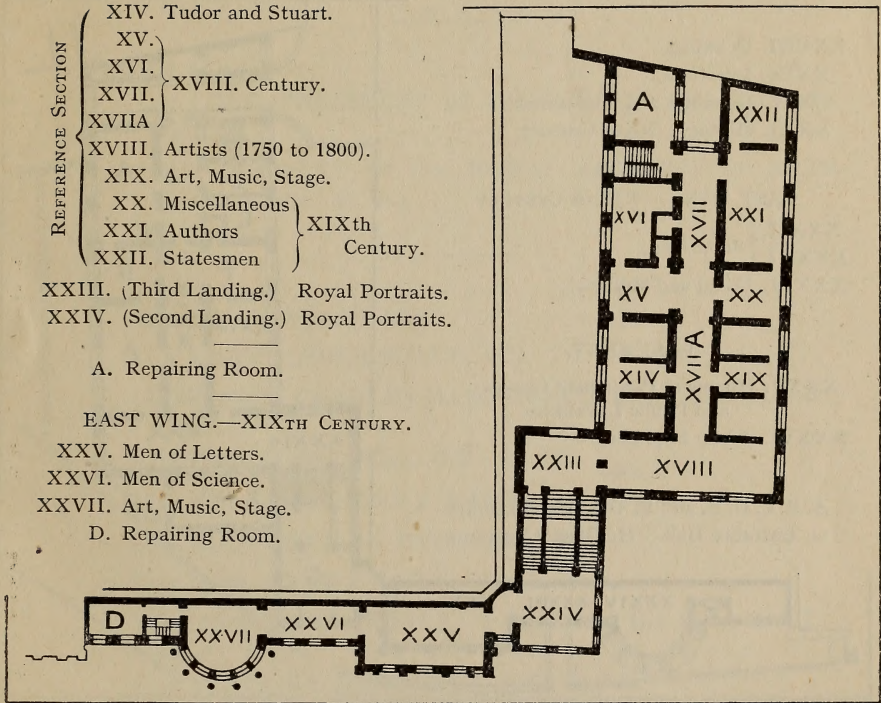 REFERENCE SECTION
XIV. Tudor and Stuart.
XV.
XVI.
XVII.
XVIIA
XVIII. Century.
XVIII. Artists (1750 to 1800).
XIX. Art, Music, Stage.
XX. Miscellaneous
XXI. Authors
XXII. Statesmen
XIXth
Century.
XXIII. (Third Landing.) Royal Portraits.
XXIV. (Second Landing.) Royal Portraits.
A. Repairing Room.
EAST WING.—XIXTH CENTURY.
XXV. Men of Letters.
XXVI. Men of Science.
XXVII. Art, Music, Stage.
D. Repairing Room.
A
XXII
XVI
XVII
XXI
XV
XX
XVIIA
XIV
XIX
XXIII
XVIII
XXIV
D
XXVII
XXVI
XXV